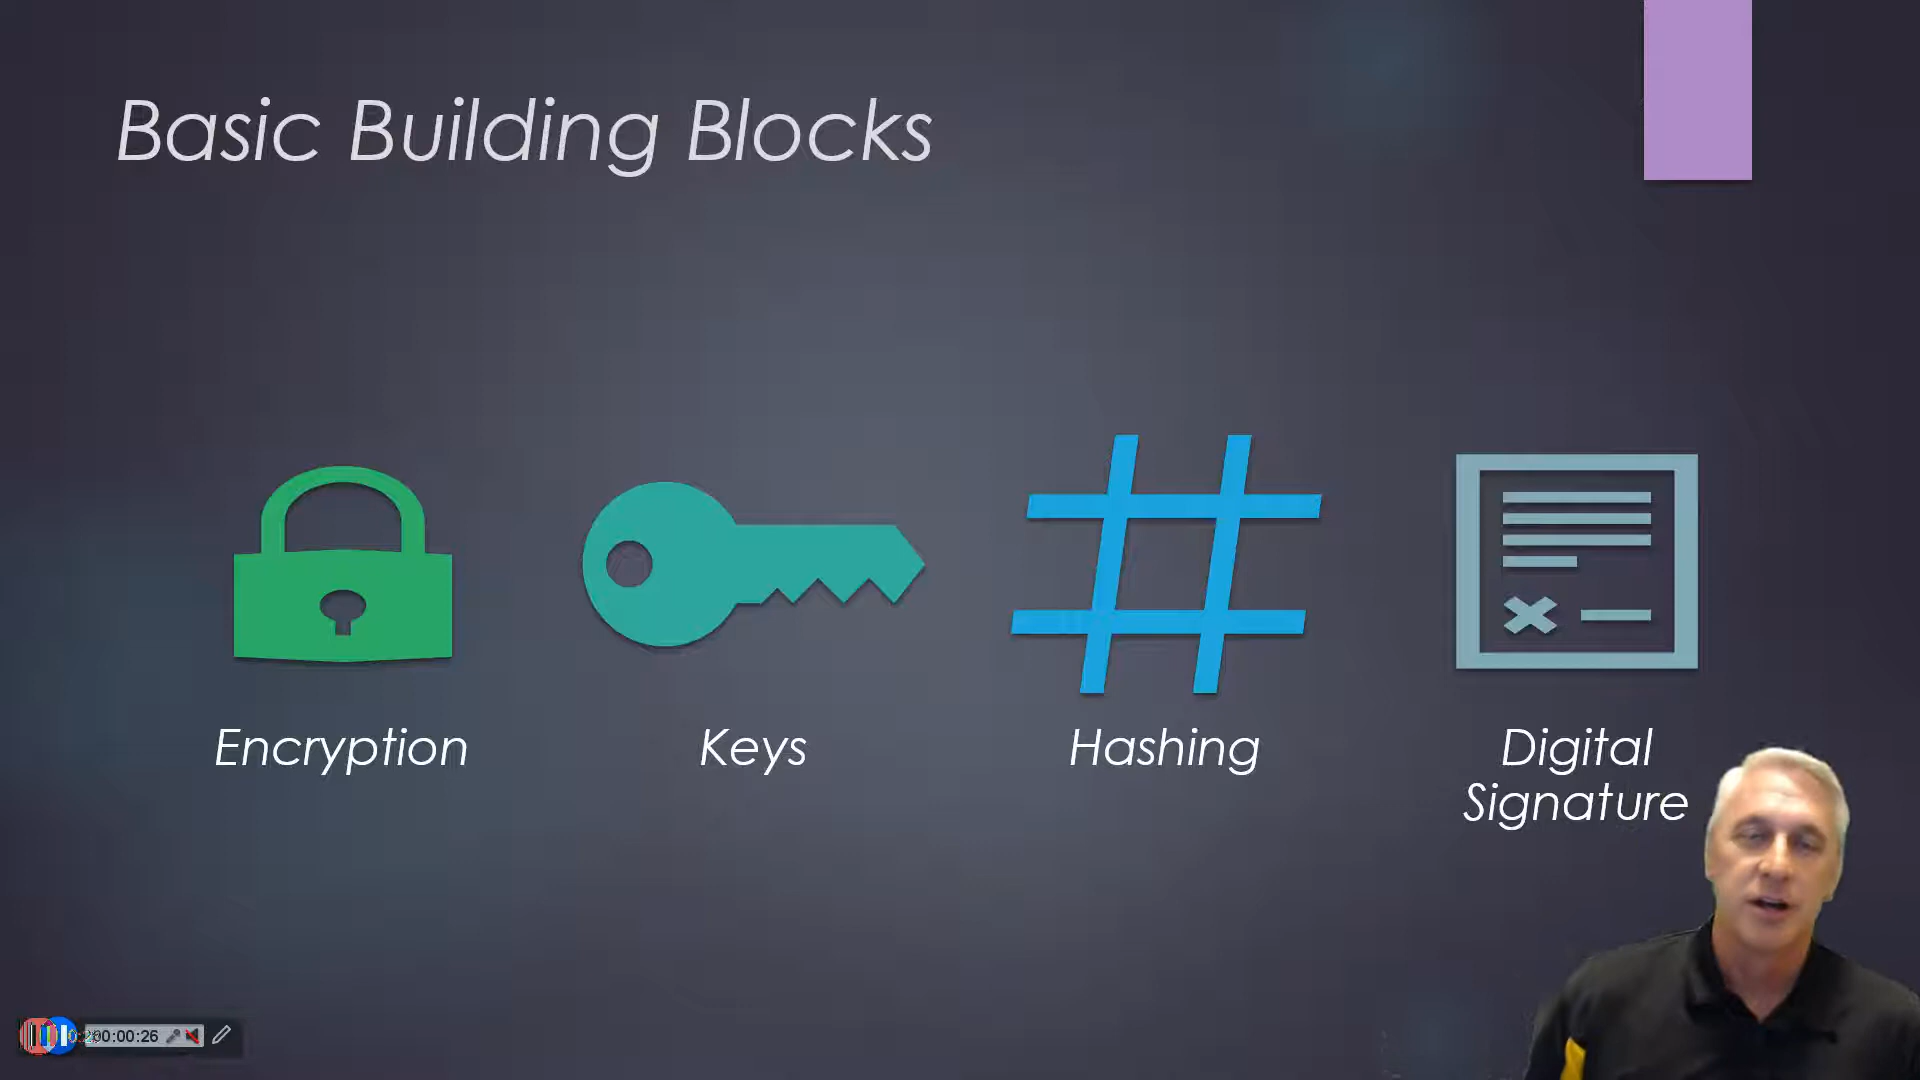 Basic Building Blocks
Encryption
Keys
Hashing
Digital
Signature
00:00:26